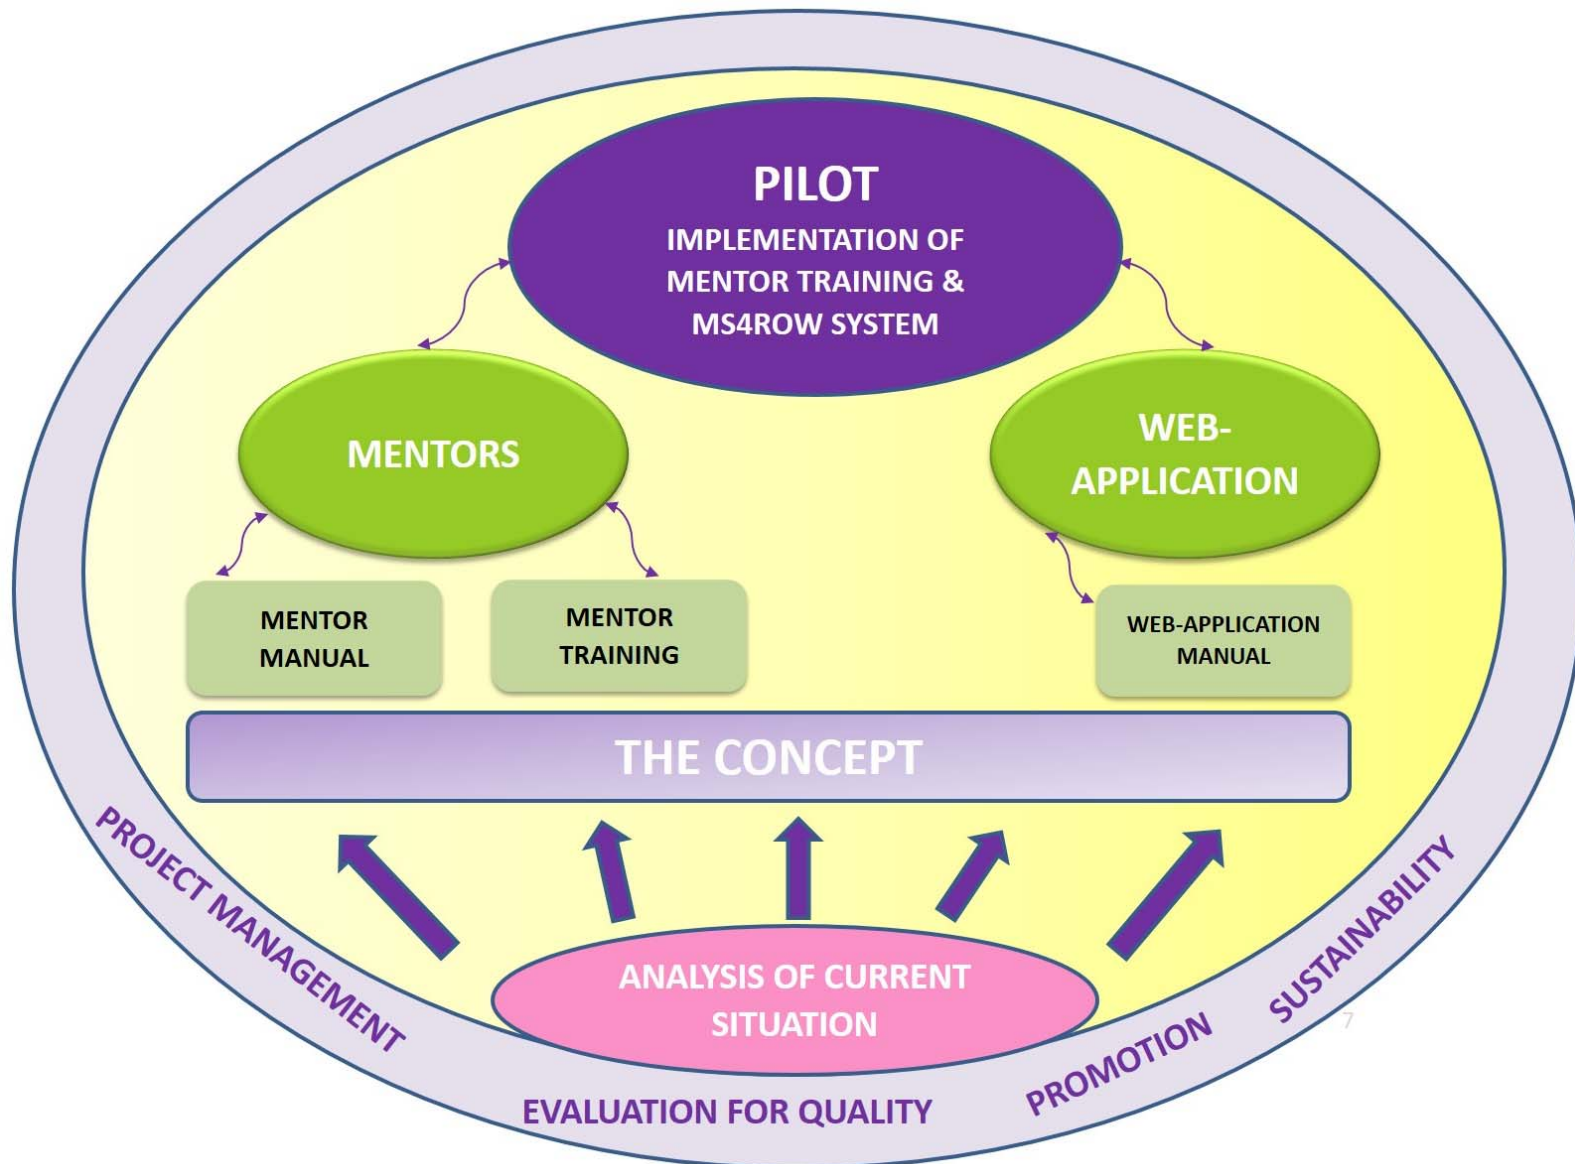 PILOT
IMPLEMENTATION OF
MENTOR TRAINING &
MS4ROW SYSTEM
MENTORS
WEB-
APPLICATION
MENTOR
MANUAL
MENTOR
TRAINING
WEB-APPLICATION
MANUAL
THE CONCEPT
ANALYSIS OF CURRENT
SITUATION
PROJECT MANAGEMENT
EVALUATION FOR QUALITY
PROMOTION
SUSTAINABILITY
7